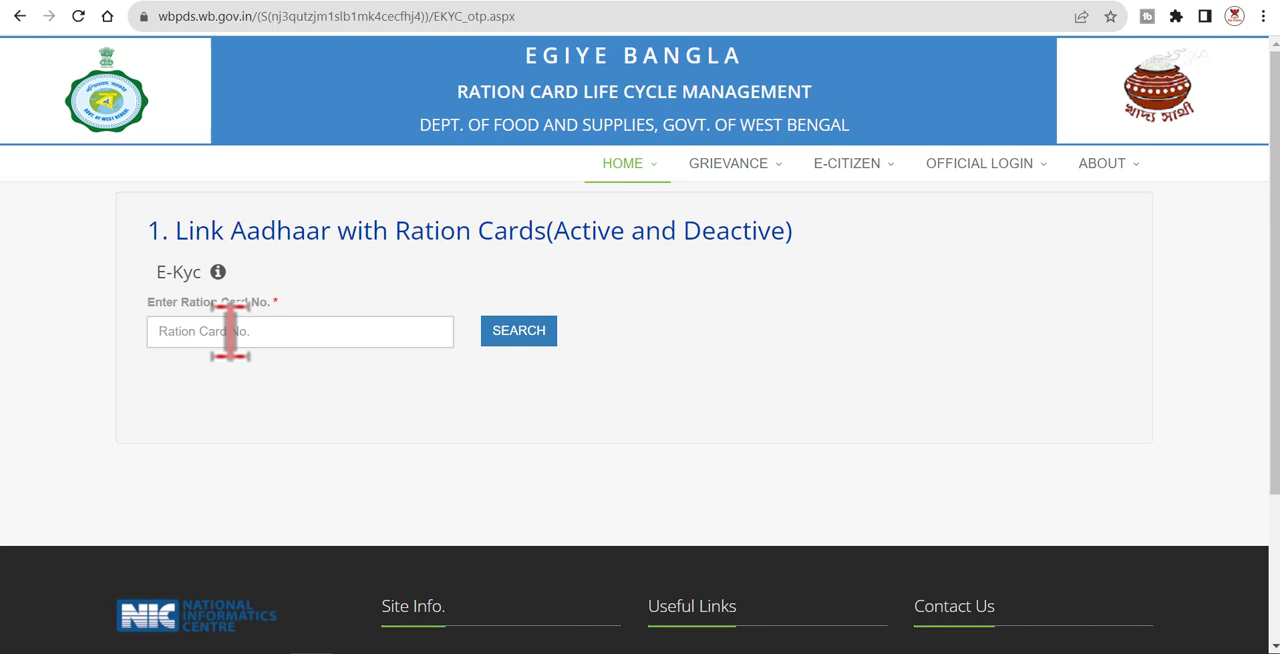 wbpds.wb.gov.in/(S(nj3qutzjm1slb1mk4cecfhj4))/EKYC_otp.aspx
EGIYE BANGLA
RATION CARD LIFE CYCLE MANAGEMENT
DEPT. OF FOOD AND SUPPLIES, GOVT. OF WEST BENGAL
খাদ্য সাথী
HOME GRIEVANCE E-CITIZEN OFFICIAL LOGIN ABOUT
1. Link Aadhaar with Ration Cards(Active and Deactive)
E-Kyc
Enter Ration Card No. *
Ration Card No.
SEARCH
NIC NATIONAL
INFORMATICS
CENTRE
Site Info.
Useful Links
Contact Us